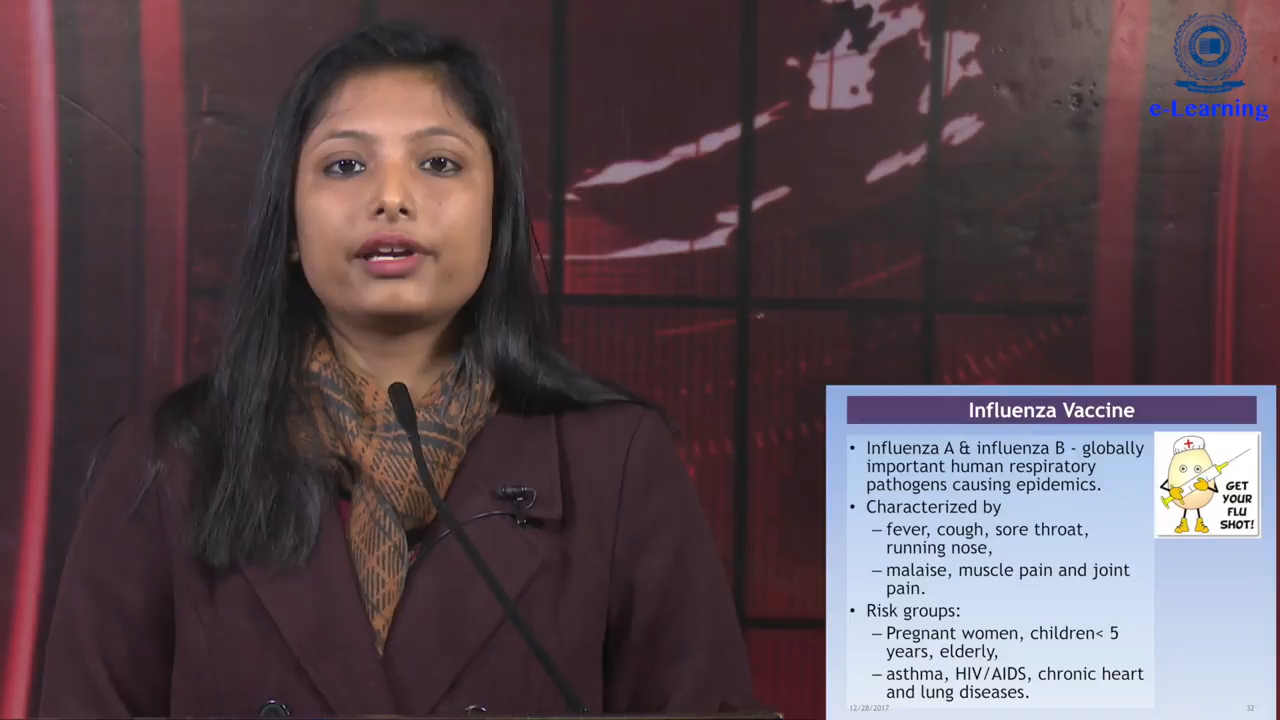 e-Learning
Influenza Vaccine
• Influenza A & influenza B - globally
important human respiratory
pathogens causing epidemics.
• Characterized by
– fever, cough, sore throat,
running nose,
– malaise, muscle pain and joint
pain.
• Risk groups:
– Pregnant women, children< 5
years, elderly,
– asthma, HIV/AIDS, chronic heart
and lung diseases.
GET
YOUR
FLU
SHOT!
12/28/2017
32